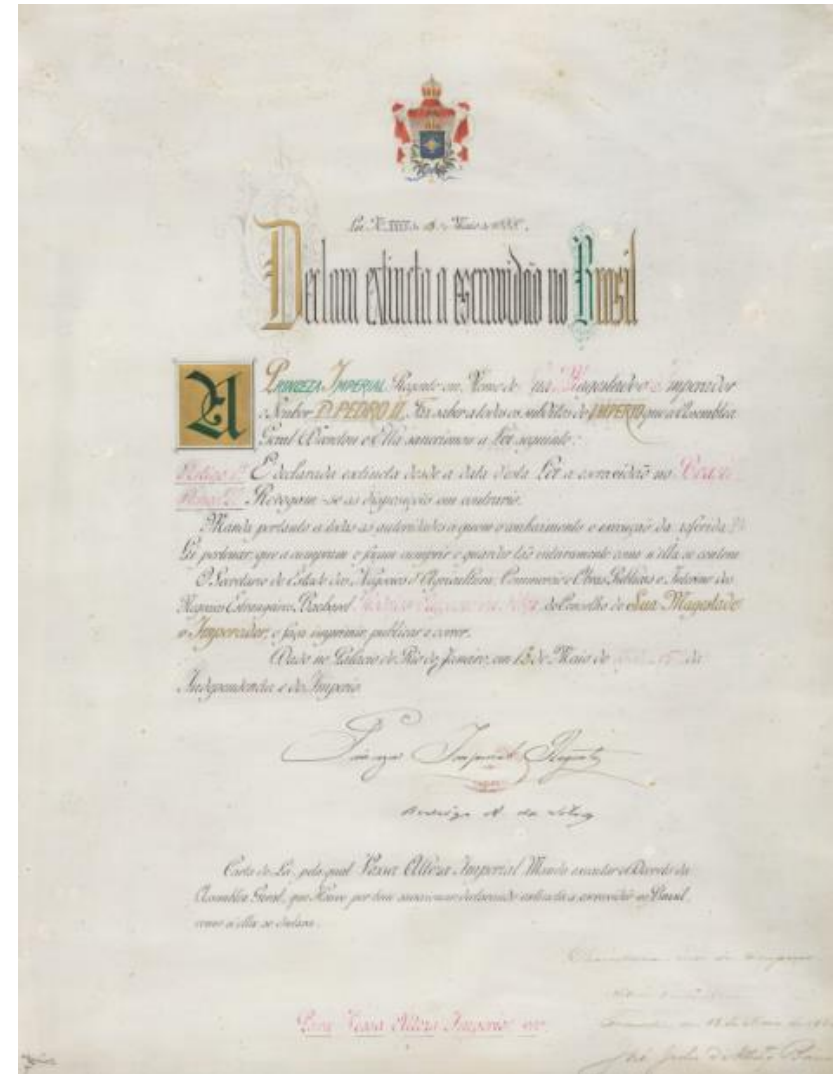 Lei Nº 3353 de 13 de Maio de 1888.
Declara extincta a escravidão no Brasil
A PRINCEZA IMPERIAL Regente em Nome de Sua Magestade o Imperador
o Senhor D. PEDRO II, Faz saber a todos os subditos do IMPERIO que a Assemblea
Geral Decretou e Ella sanccionou a Lei seguinte:
Artigo 1º É declarada extincta desde a data d'esta Lei a escravidão no Brazil
Artigo 2º Revogam-se as disposições em contrario.
Manda portanto a todas as autoridades a quem o conhecimento e execução da referida
Lei pertencer, que a cumpram e façam cumprir e guardar tão inteiramente como n'ella se contem
O Secretario de Estado dos Negocios d'Agricultura, Commercio e Obras Publicas e Interino dos
Negocios Estrangeiros, Bacharel Rodrigo Augusto da Silva, do Conselho de Sua Magestade
o Imperador, o faça imprimir, publicar e correr.
Dado no Palacio do Rio de Janeiro, em 13 de Maio de da
Independencia e do Imperio
Princeza Imperial Regente
Rodrigo A. da Silva
Carta de Lei, pela qual Vossa Alteza Imperial Manda executar o Decreto da
Assemblea Geral, que Houve por bem sanccionar declarando extincta a escravidão no Brazil
como n'ella se declara.
Para Vossa Alteza Imperial ver